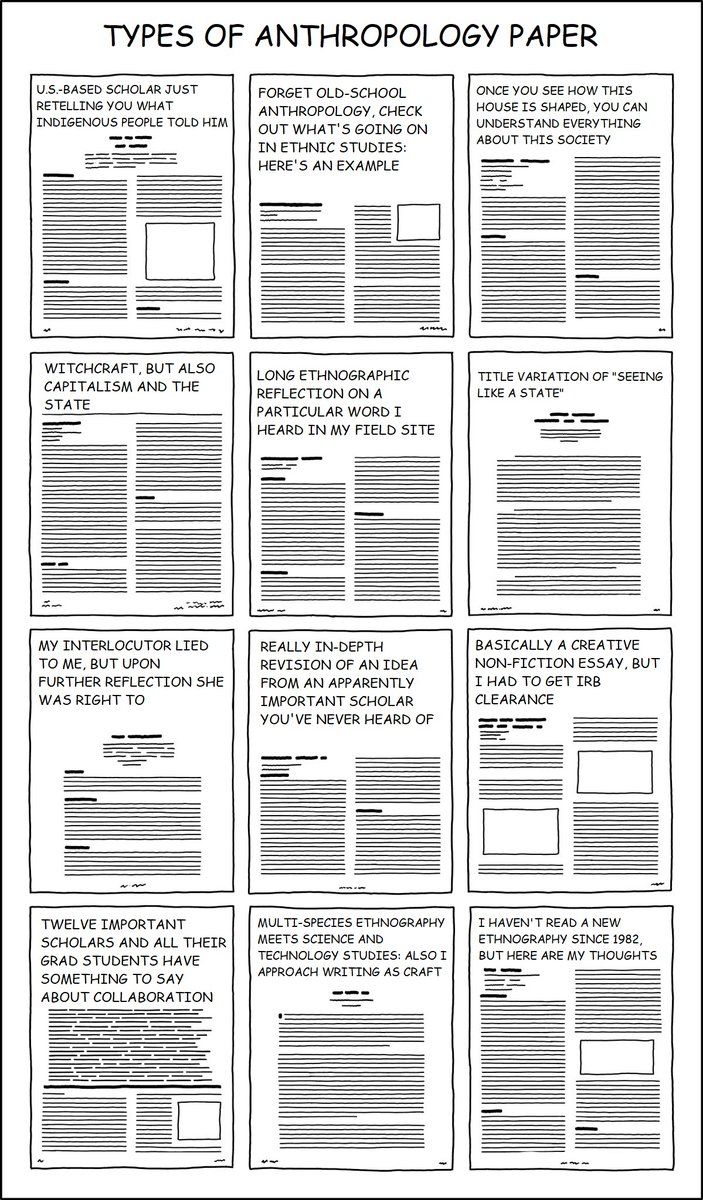 TYPES OF ANTHROPOLOGY PAPER
U.S.-BASED SCHOLAR JUST
RETELLING YOU WHAT
INDIGENOUS PEOPLE TOLD HIM
FORGET OLD-SCHOOL
ANTHROPOLOGY, CHECK
OUT WHAT'S GOING ON
IN ETHNIC STUDIES:
HERE'S AN EXAMPLE
ONCE YOU SEE HOW THIS
HOUSE IS SHAPED, YOU CAN
UNDERSTAND EVERYTHING
ABOUT THIS SOCIETY
WITCHCRAFT, BUT ALSO
CAPITALISM AND THE
STATE
LONG ETHNOGRAPHIC
REFLECTION ON A
PARTICULAR WORD I
HEARD IN MY FIELD SITE
TITLE VARIATION OF "SEEING
LIKE A STATE"
MY INTERLOCUTOR LIED
TO ME, BUT UPON
FURTHER REFLECTION SHE
WAS RIGHT TO
REALLY IN-DEPTH
REVISION OF AN IDEA
FROM AN APPARENTLY
IMPORTANT SCHOLAR
YOU'VE NEVER HEARD OF
BASICALLY A CREATIVE
NON-FICTION ESSAY, BUT
I HAD TO GET IRB
CLEARANCE
TWELVE IMPORTANT
SCHOLARS AND ALL THEIR
GRAD STUDENTS HAVE
SOMETHING TO SAY
ABOUT COLLABORATION
MULTI-SPECIES ETHNOGRAPHY
MEETS SCIENCE AND
TECHNOLOGY STUDIES: ALSO I
APPROACH WRITING AS CRAFT
I HAVEN'T READ A NEW
ETHNOGRAPHY SINCE 1982,
BUT HERE ARE MY THOUGHTS